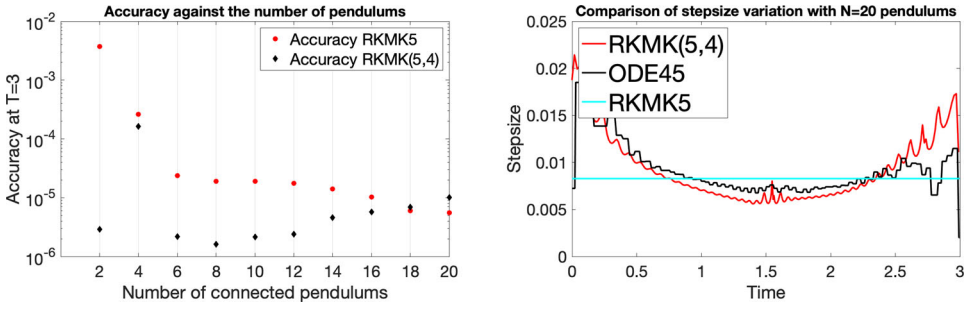 Accuracy against the number of pendulums
10^-2
10^-3
10^-4
10^-5
10^-6
Accuracy at T=3
Accuracy RKMK5
Accuracy RKMK(5,4)
2 4 6 8 10 12 14 16 18 20
Number of connected pendulums
Comparison of stepsize variation with N=20 pendulums
0.025
0.02
0.015
0.01
0.005
0
Stepsize
RKMK(5,4)
ODE45
RKMK5
0 0.5 1 1.5 2 2.5 3
Time